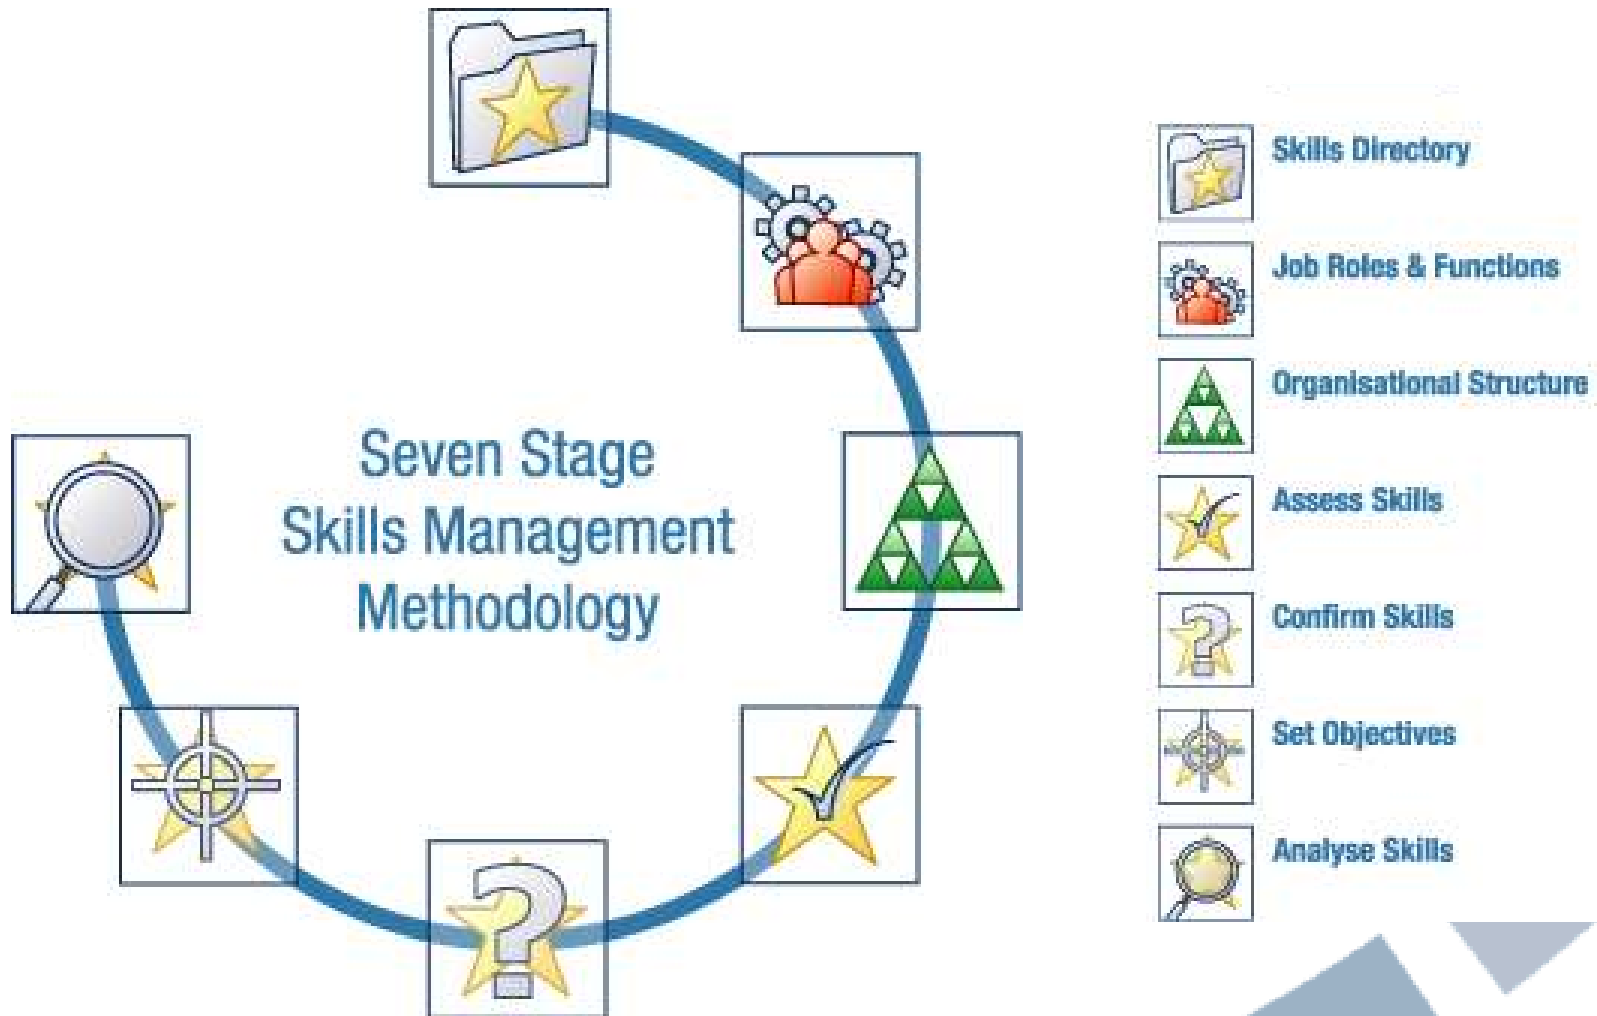 Seven Stage
Skills Management
Methodology
Skills Directory
Job Roles & Functions
Organisational Structure
Assess Skills
Confirm Skills
Set Objectives
Analyse Skills